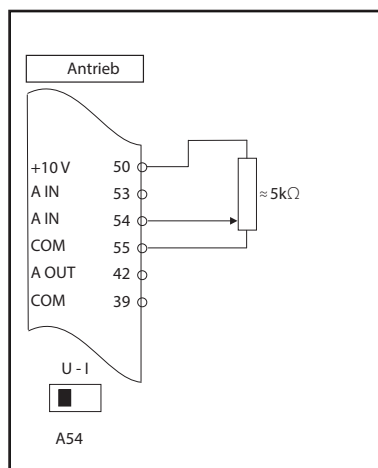 Antrieb
+10 V 50
A IN 53
A IN 54
COM 55
A OUT 42
COM 39
≈ 5kΩ
U - I
A54